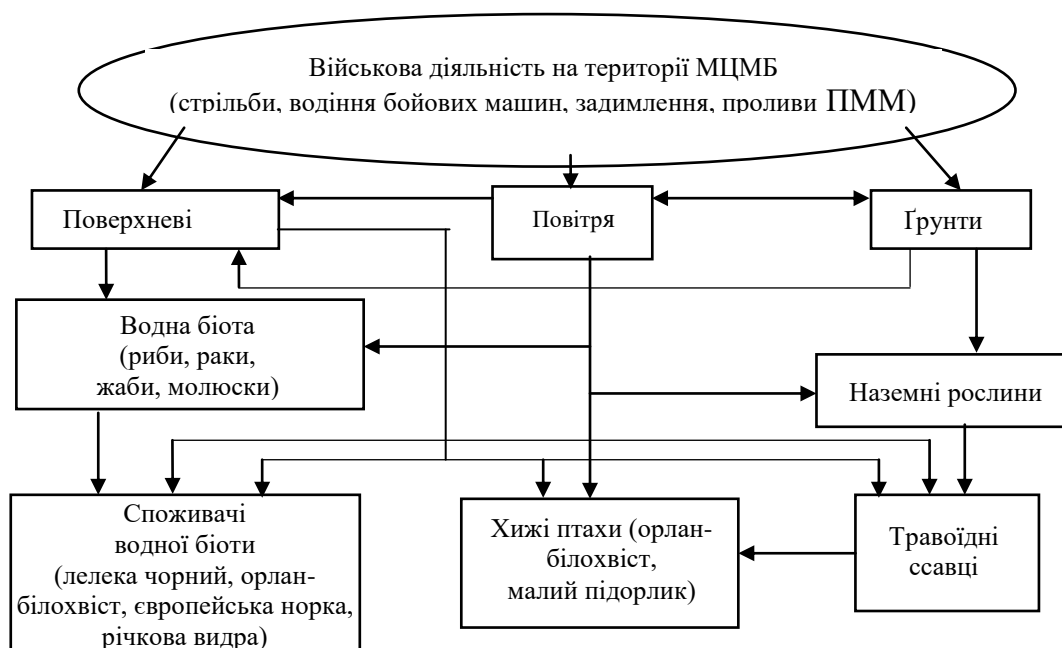 Військова діяльність на території МЦМБ
(стрільби, водіння бойових машин, задимлення, проливи ПММ)
Поверхневі
Повітря
Ґрунти
Водна біота
(риби, раки,
жаби, молюски)
Наземні рослини
Споживачі
водної біоти
(лелека чорний, орлан-
білохвіст, європейська норка,
річкова видра)
Хижі птахи (орлан-
білохвіст,
малий підорлик)
Травоїдні
ссавці